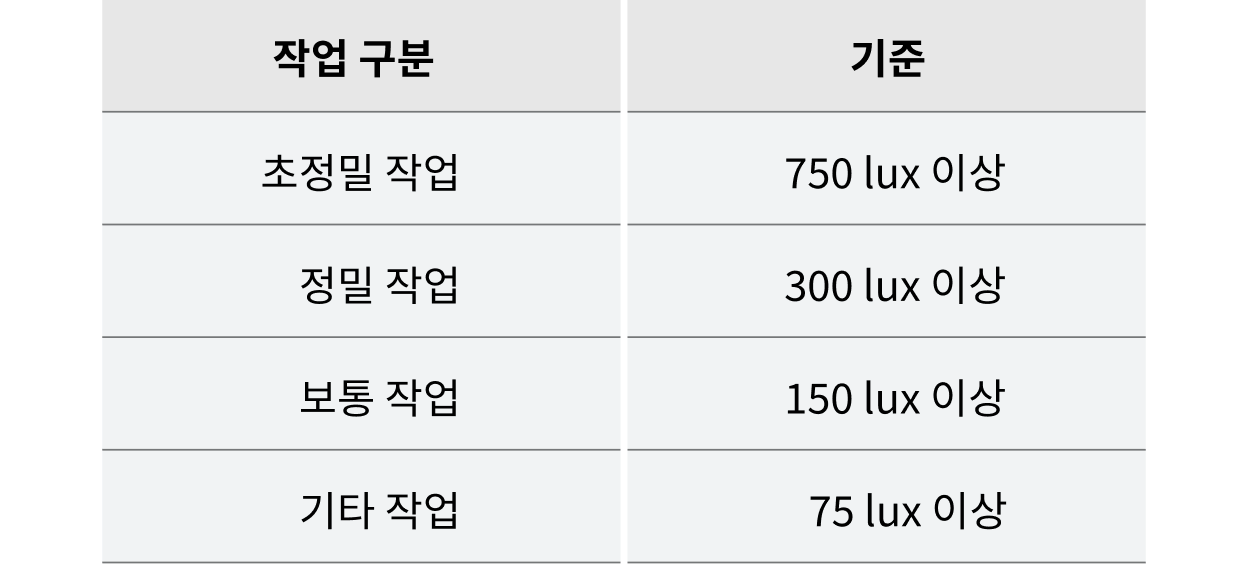 작업 구분 기준
초정밀 작업 750 lux 이상
정밀 작업 300 lux 이상
보통 작업 150 lux 이상
기타 작업 75 lux 이상